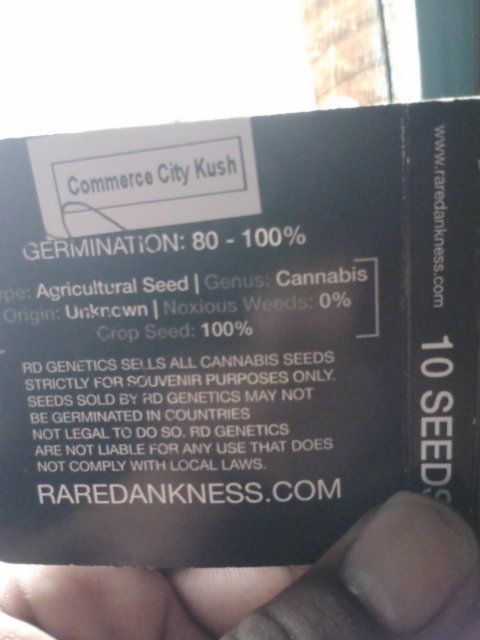 Commerce City Kush
GERMINATION: 80 - 100%
Agricultural Seed | Genus: Cannabis
Origin: Unknown | Noxious Weeds: 0%
Crop Seed: 100%
RD GENETICS SELLS ALL CANNABIS SEEDS
STRICTLY FOR SOUVENIR PURPOSES ONLY.
SEEDS SOLD BY RD GENETICS MAY NOT
BE GERMINATED IN COUNTRIES
NOT LEGAL TO DO SO. RD GENETICS
ARE NOT LIABLE FOR ANY USE THAT DOES
NOT COMPLY WITH LOCAL LAWS.
RAREDANKNESS.COM
www.raredankness.com
10 SEEDS